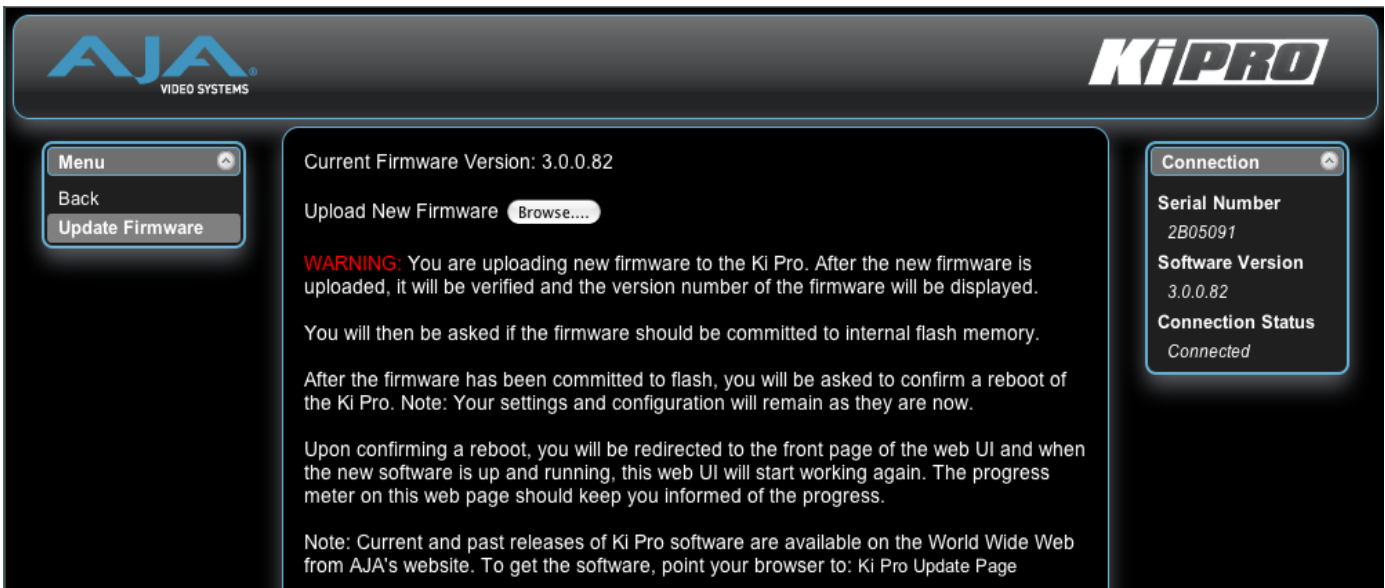 AJA®
VIDEO SYSTEMS
Ki PRO
Menu
Back
Update Firmware
Current Firmware Version: 3.0.0.82
Upload New Firmware Browse....
WARNING: You are uploading new firmware to the Ki Pro. After the new firmware is
uploaded, it will be verified and the version number of the firmware will be displayed.
You will then be asked if the firmware should be committed to internal flash memory.
After the firmware has been committed to flash, you will be asked to confirm a reboot of
the Ki Pro. Note: Your settings and configuration will remain as they are now.
Upon confirming a reboot, you will be redirected to the front page of the web UI and when
the new software is up and running, this web UI will start working again. The progress
meter on this web page should keep you informed of the progress.
Note: Current and past releases of Ki Pro software are available on the World Wide Web
from AJA's website. To get the software, point your browser to: Ki Pro Update Page
Connection
Serial Number
2B05091
Software Version
3.0.0.82
Connection Status
Connected